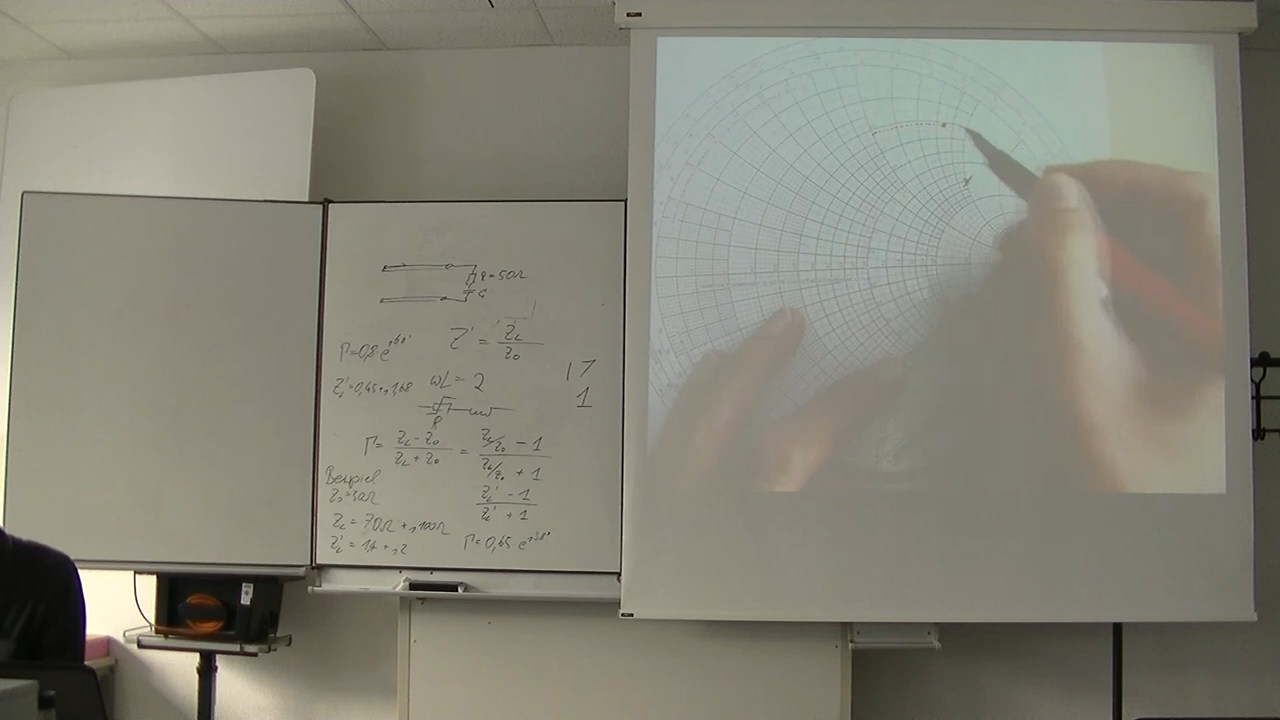 R=50Ω
C
Z' = Z_L / Z_0
Γ=0,8·e^j60°
Z_L'=0,45+j1,68
ωL = 2
17
1
R
Γ= (Z_L - Z_0) / (Z_L + Z_0) = (Z_L/Z_0 - 1) / (Z_L/Z_0 + 1)
Beispiel
Z_0=50Ω
(Z_L' - 1) / (Z_L' + 1)
Z_L = 70Ω + j100Ω
Z_L' = 1,4 + j2
Γ=0,65·e^j38°